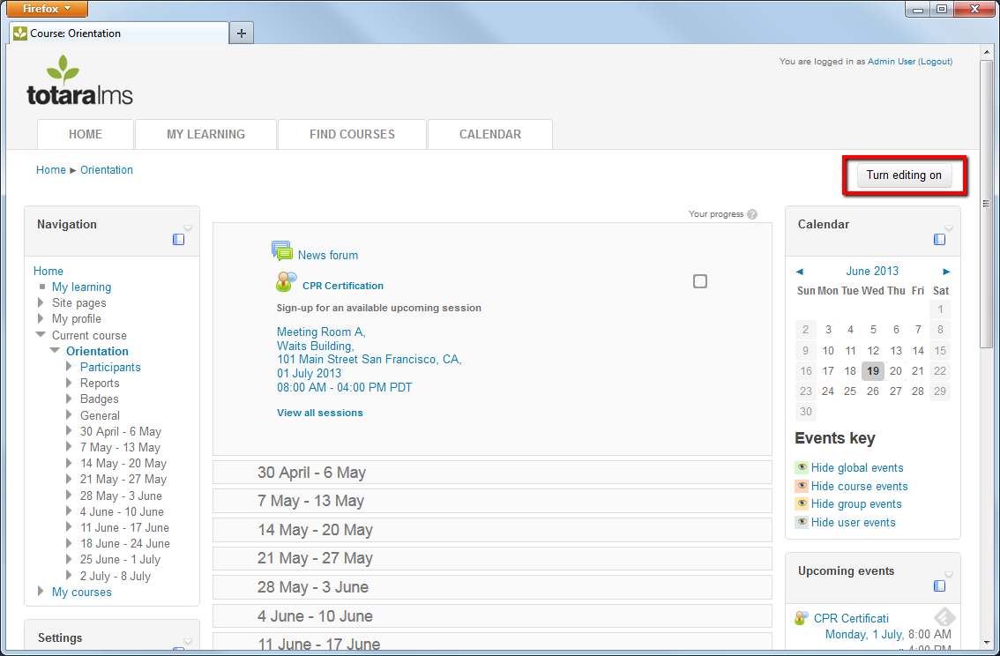 Firefox
Course: Orientation
You are logged in as Admin User (Logout)
totaralms
HOME
MY LEARNING
FIND COURSES
CALENDAR
Home ► Orientation
Turn editing on
Navigation
Home
My learning
Site pages
My profile
Current course
Orientation
Participants
Reports
Badges
General
30 April - 6 May
7 May - 13 May
14 May - 20 May
21 May - 27 May
28 May - 3 June
4 June - 10 June
11 June - 17 June
18 June - 24 June
25 June - 1 July
2 July - 8 July
My courses
Settings
Your progress
News forum
CPR Certification
Sign-up for an available upcoming session
Meeting Room A,
Waits Building,
101 Main Street San Francisco, CA,
01 July 2013
08:00 AM - 04:00 PM PDT
View all sessions
30 April - 6 May
7 May - 13 May
14 May - 20 May
21 May - 27 May
28 May - 3 June
4 June - 10 June
11 June - 17 June
Calendar
◄ June 2013 ►
Sun Mon Tue Wed Thu Fri Sat
1
2 3 4 5 6 7 8
9 10 11 12 13 14 15
16 17 18 19 20 21 22
23 24 25 26 27 28 29
30
Events key
Hide global events
Hide course events
Hide group events
Hide user events
Upcoming events
CPR Certificati
Monday, 1 July, 8:00 AM
4:00 PM